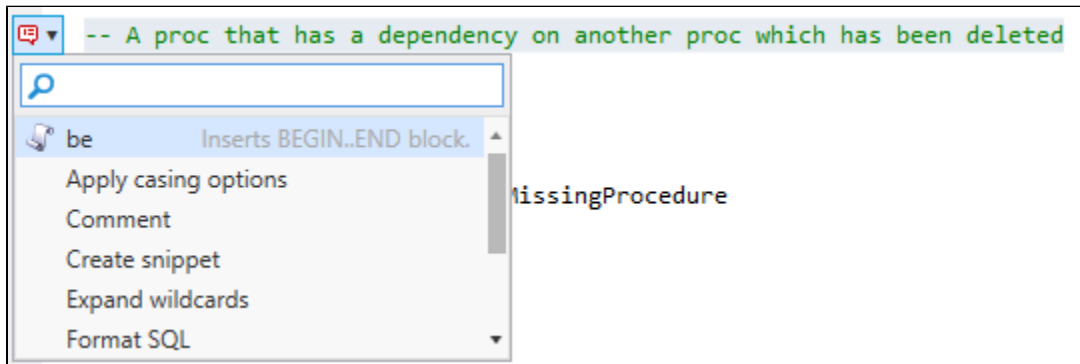 -- A proc that has a dependency on another proc which has been deleted
be Inserts BEGIN..END block.
Apply casing options
MissingProcedure
Comment
Create snippet
Expand wildcards
Format SQL